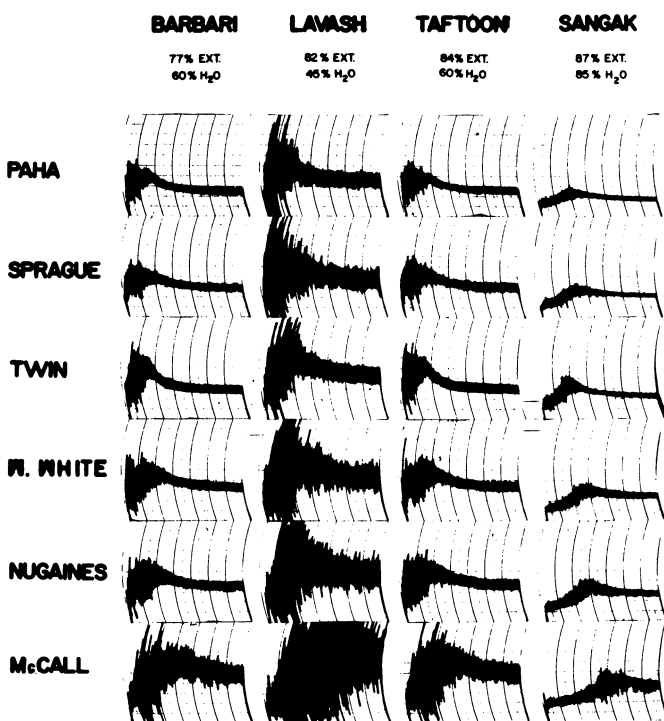 BARBARI LAVASH TAFTOON SANGAK
77% EXT. 82% EXT. 84% EXT. 87% EXT.
60% H₂O 45% H₂O 60% H₂O 85% H₂O
PAHA
SPRAGUE
TWIN
W. WHITE
NUGAINES
McCALL